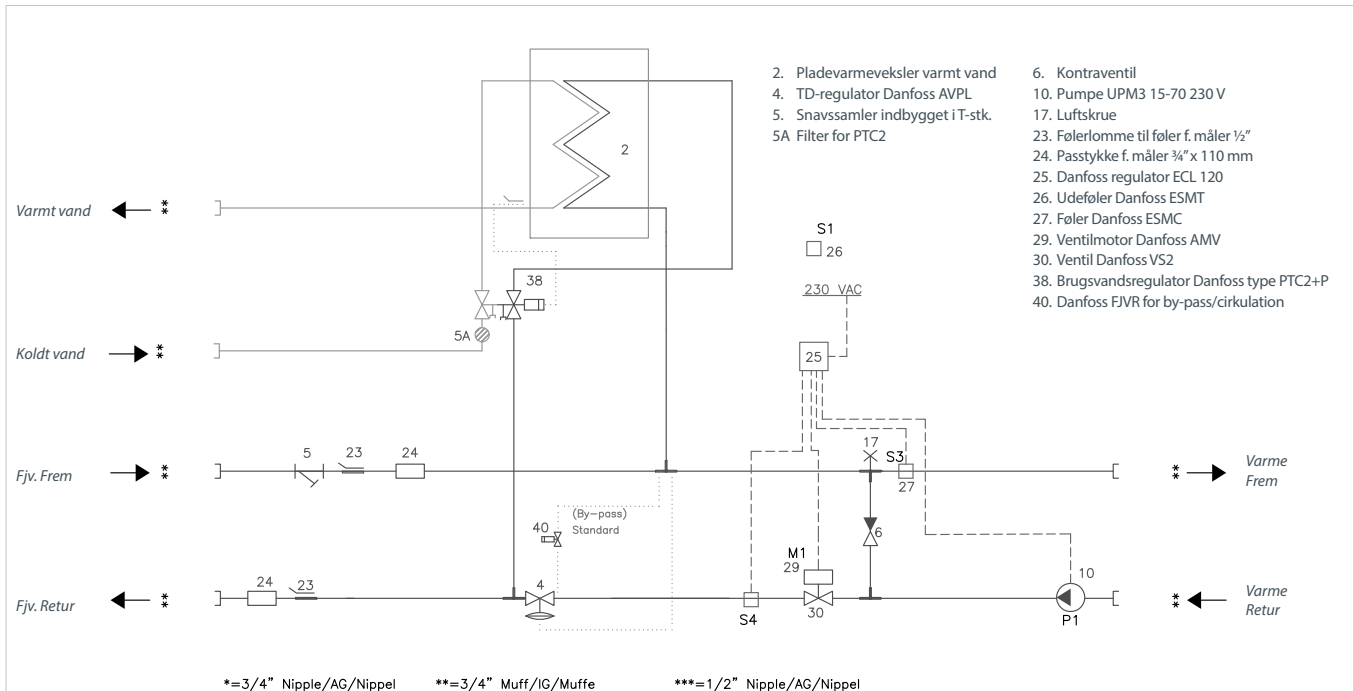 2. Pladevarmeveksler varmt vand
4. TD-regulator Danfoss AVPL
5. Snavssamler indbygget i T-stk.
5A Filter for PTC2
6. Kontraventil
10. Pumpe UPM3 15-70 230 V
17. Luftskrue
23. Følerlomme til føler f. måler ½"
24. Passtykke f. måler ¾" x 110 mm
25. Danfoss regulator ECL 120
26. Udeføler Danfoss ESMT
27. Føler Danfoss ESMC
29. Ventilmotor Danfoss AMV
30. Ventil Danfoss VS2
38. Brugsvandsregulator Danfoss type PTC2+P
40. Danfoss FJVR for by-pass/cirkulation
2
Varmt vand
**
S1
26
38
230 VAC
5A
Koldt vand
**
25
Fjv. Frem
**
5
23
24
17
S3
27
**
Varme
Frem
(By-pass)
Standard
40
6
M1
29
Fjv. Retur
**
24
23
4
S4
30
10
P1
**
Varme
Retur
*=3/4" Nipple/AG/Nippel
**=3/4" Muff/IG/Muffe
***=1/2" Nipple/AG/Nippel